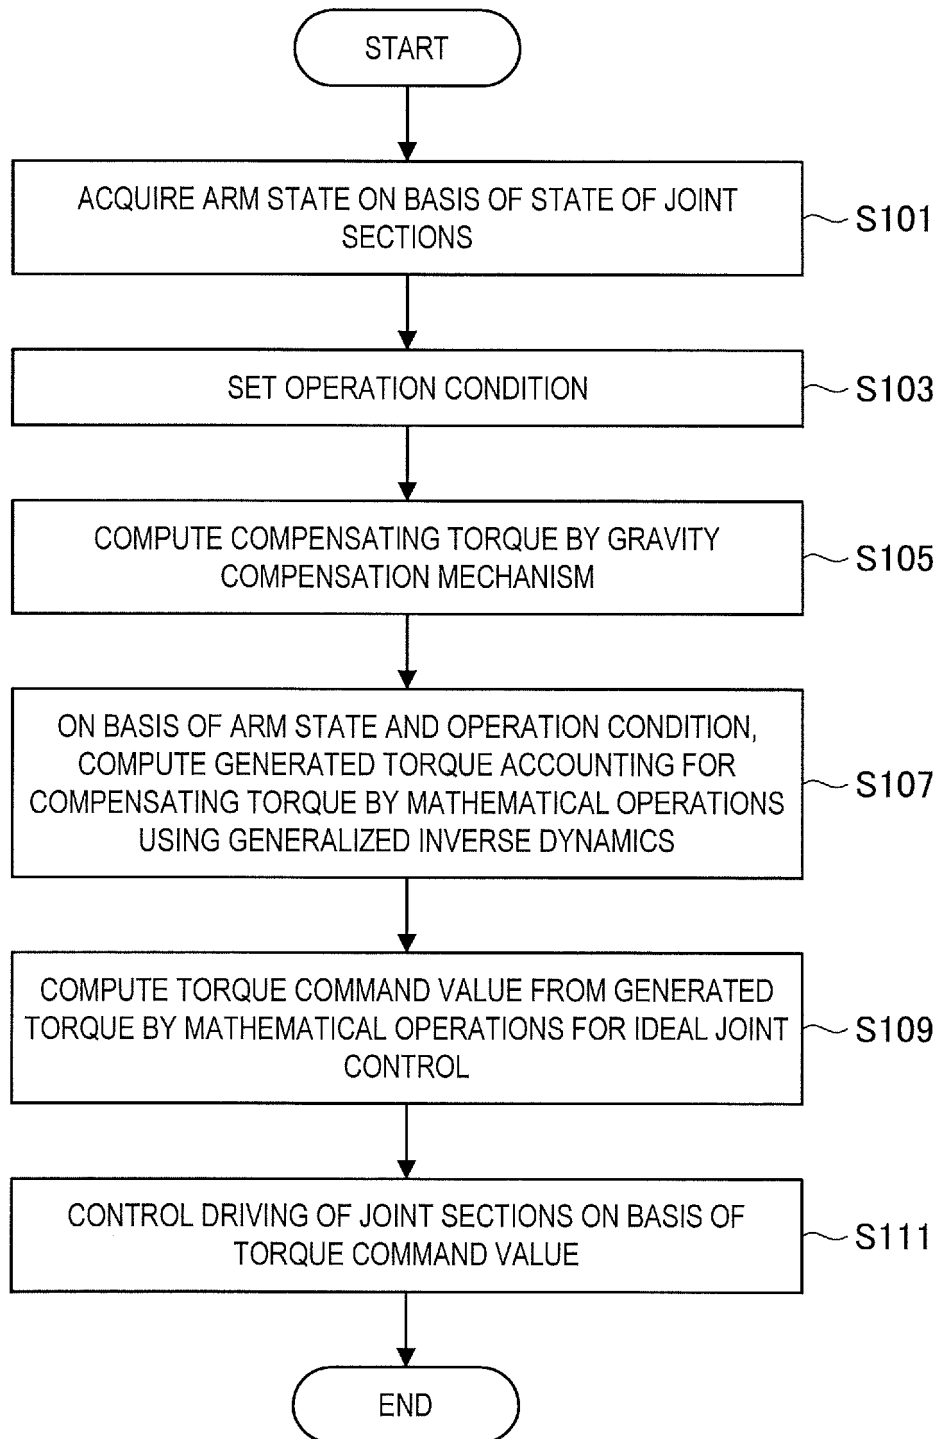 START
ACQUIRE ARM STATE ON BASIS OF STATE OF JOINT
SECTIONS
S101
SET OPERATION CONDITION
S103
COMPUTE COMPENSATING TORQUE BY GRAVITY
COMPENSATION MECHANISM
S105
ON BASIS OF ARM STATE AND OPERATION CONDITION,
COMPUTE GENERATED TORQUE ACCOUNTING FOR
COMPENSATING TORQUE BY MATHEMATICAL OPERATIONS
USING GENERALIZED INVERSE DYNAMICS
S107
COMPUTE TORQUE COMMAND VALUE FROM GENERATED
TORQUE BY MATHEMATICAL OPERATIONS FOR IDEAL JOINT
CONTROL
S109
CONTROL DRIVING OF JOINT SECTIONS ON BASIS OF
TORQUE COMMAND VALUE
S111
END